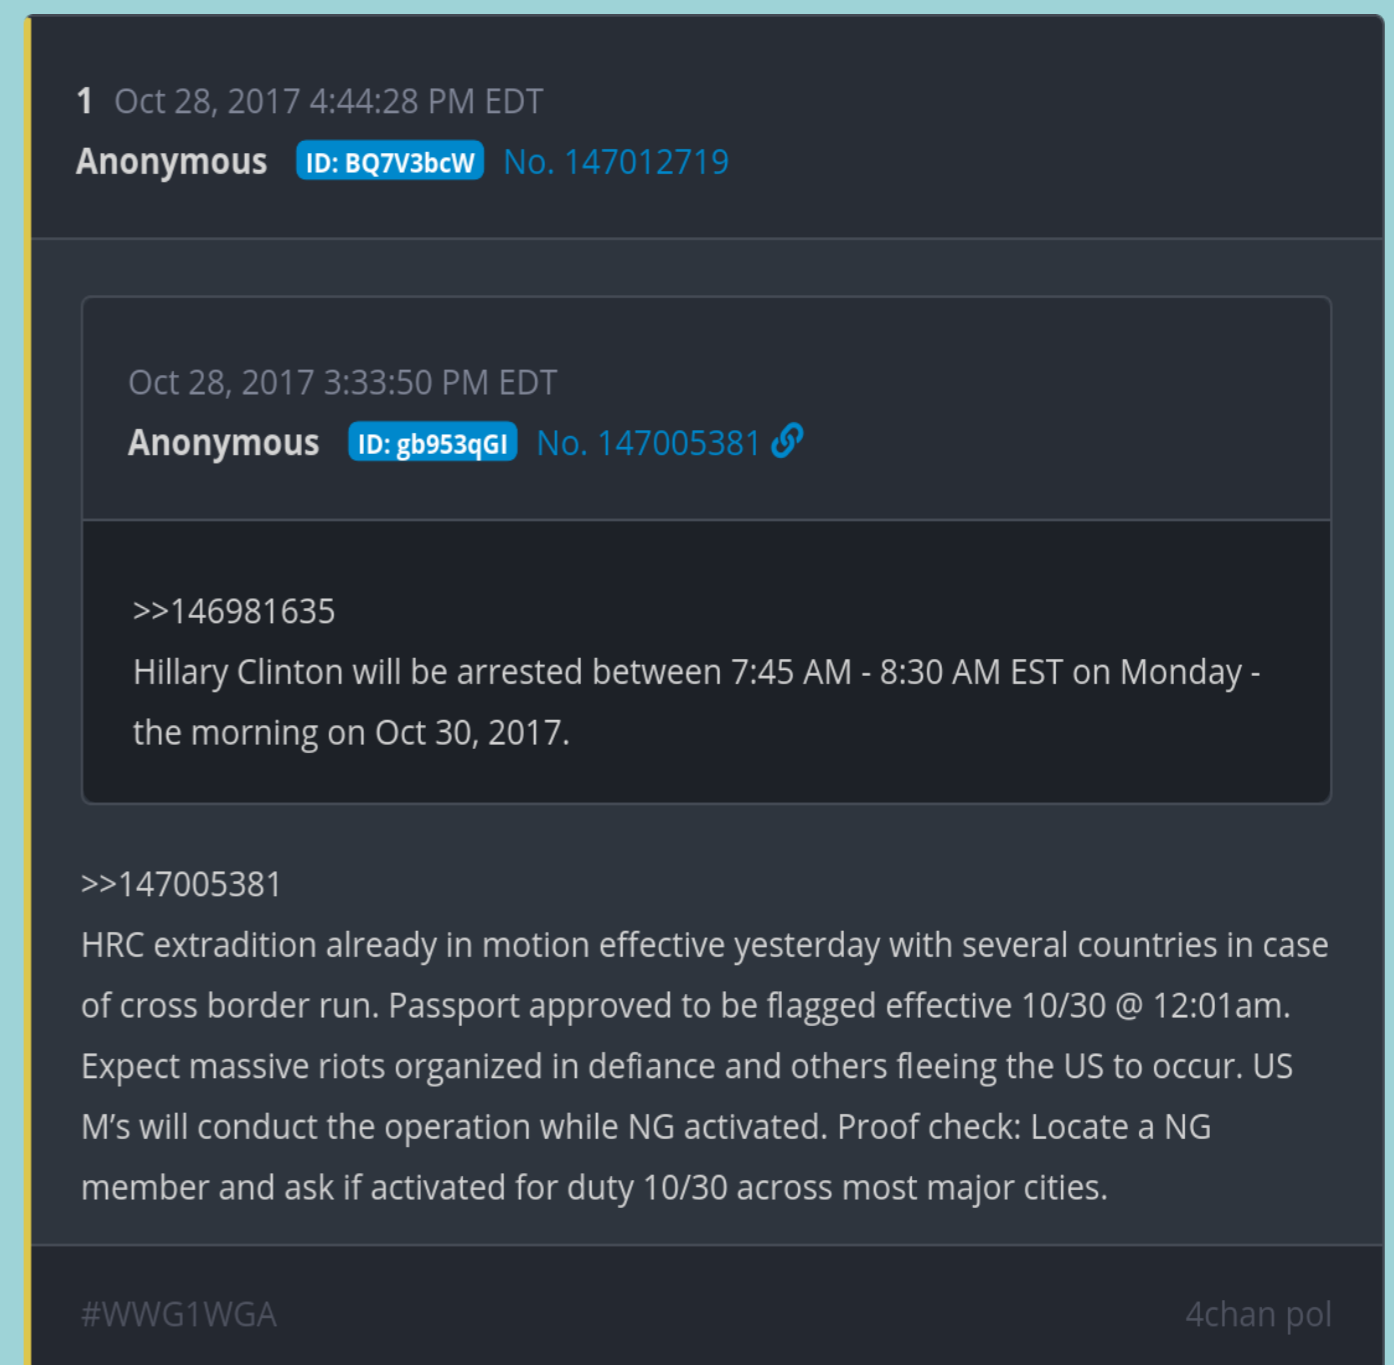 1 Oct 28, 2017 4:44:28 PM EDT
Anonymous ID: BQ7V3bcW No. 147012719
Oct 28, 2017 3:33:50 PM EDT
Anonymous ID: gb953qGI No. 147005381
>>146981635
Hillary Clinton will be arrested between 7:45 AM - 8:30 AM EST on Monday -
the morning on Oct 30, 2017.
>>147005381
HRC extradition already in motion effective yesterday with several countries in case
of cross border run. Passport approved to be flagged effective 10/30 @ 12:01am.
Expect massive riots organized in defiance and others fleeing the US to occur. US
M’s will conduct the operation while NG activated. Proof check: Locate a NG
member and ask if activated for duty 10/30 across most major cities.
#WWG1WGA 4chan pol